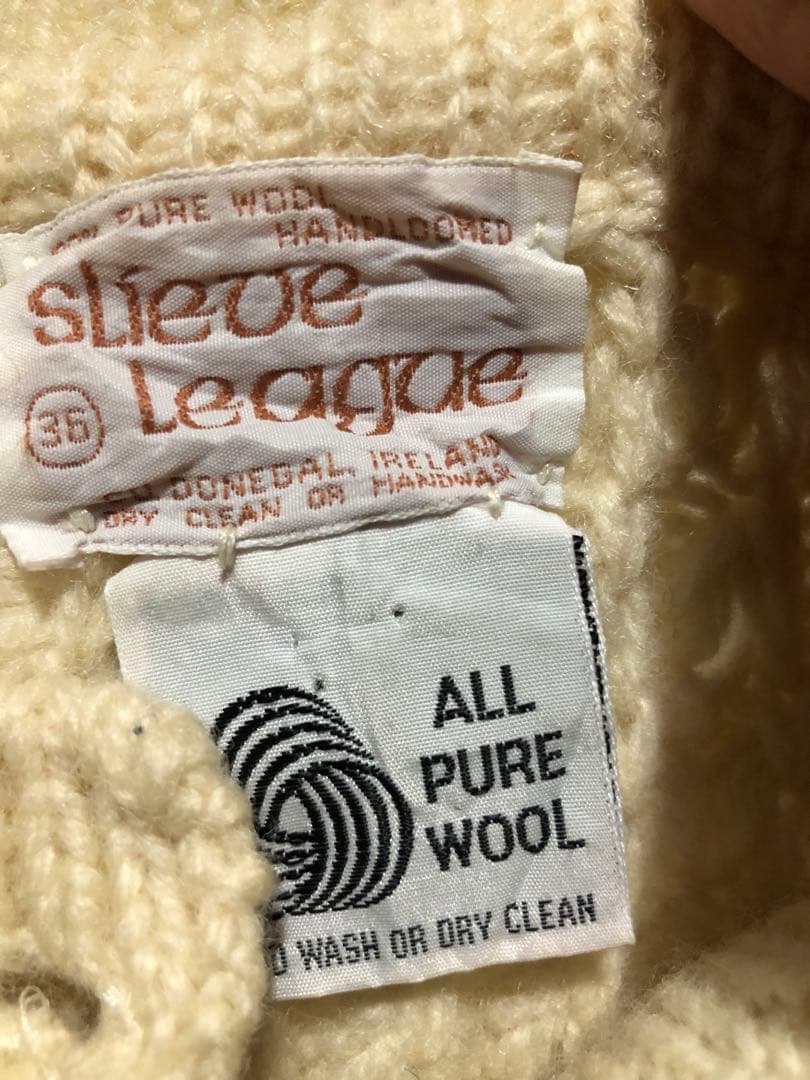 PURE WOOL
HANDLOOMED
Slieve
League
36
CO DONEGAL, IRELAND
DRY CLEAN OR HANDWASH
ALL
PURE
WOOL
WASH OR DRY CLEAN